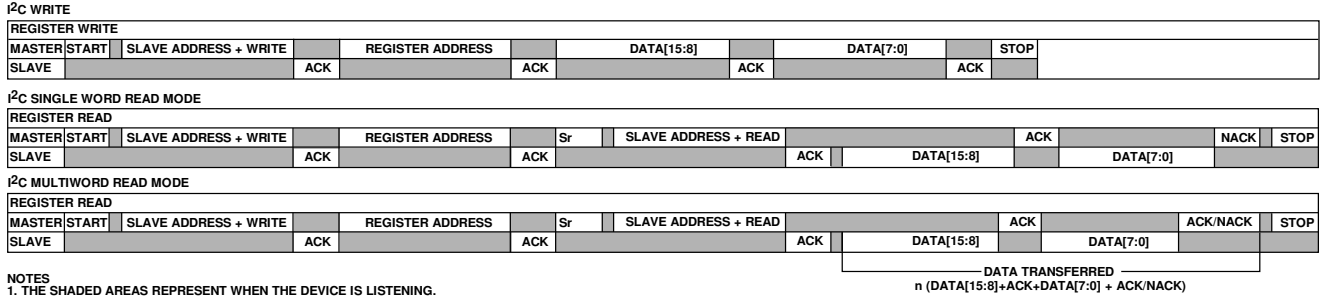 I2C WRITE
REGISTER WRITE
MASTER START SLAVE ADDRESS + WRITE REGISTER ADDRESS DATA[15:8] DATA[7:0] STOP
SLAVE ACK ACK ACK ACK
I2C SINGLE WORD READ MODE
REGISTER READ
MASTER START SLAVE ADDRESS + WRITE REGISTER ADDRESS Sr SLAVE ADDRESS + READ ACK NACK STOP
SLAVE ACK ACK ACK DATA[15:8] DATA[7:0]
I2C MULTIWORD READ MODE
REGISTER READ
MASTER START SLAVE ADDRESS + WRITE REGISTER ADDRESS Sr SLAVE ADDRESS + READ ACK ACK/NACK STOP
SLAVE ACK ACK ACK DATA[15:8] DATA[7:0]
DATA TRANSFERRED
n (DATA[15:8]+ACK+DATA[7:0] + ACK/NACK)
NOTES
1. THE SHADED AREAS REPRESENT WHEN THE DEVICE IS LISTENING.